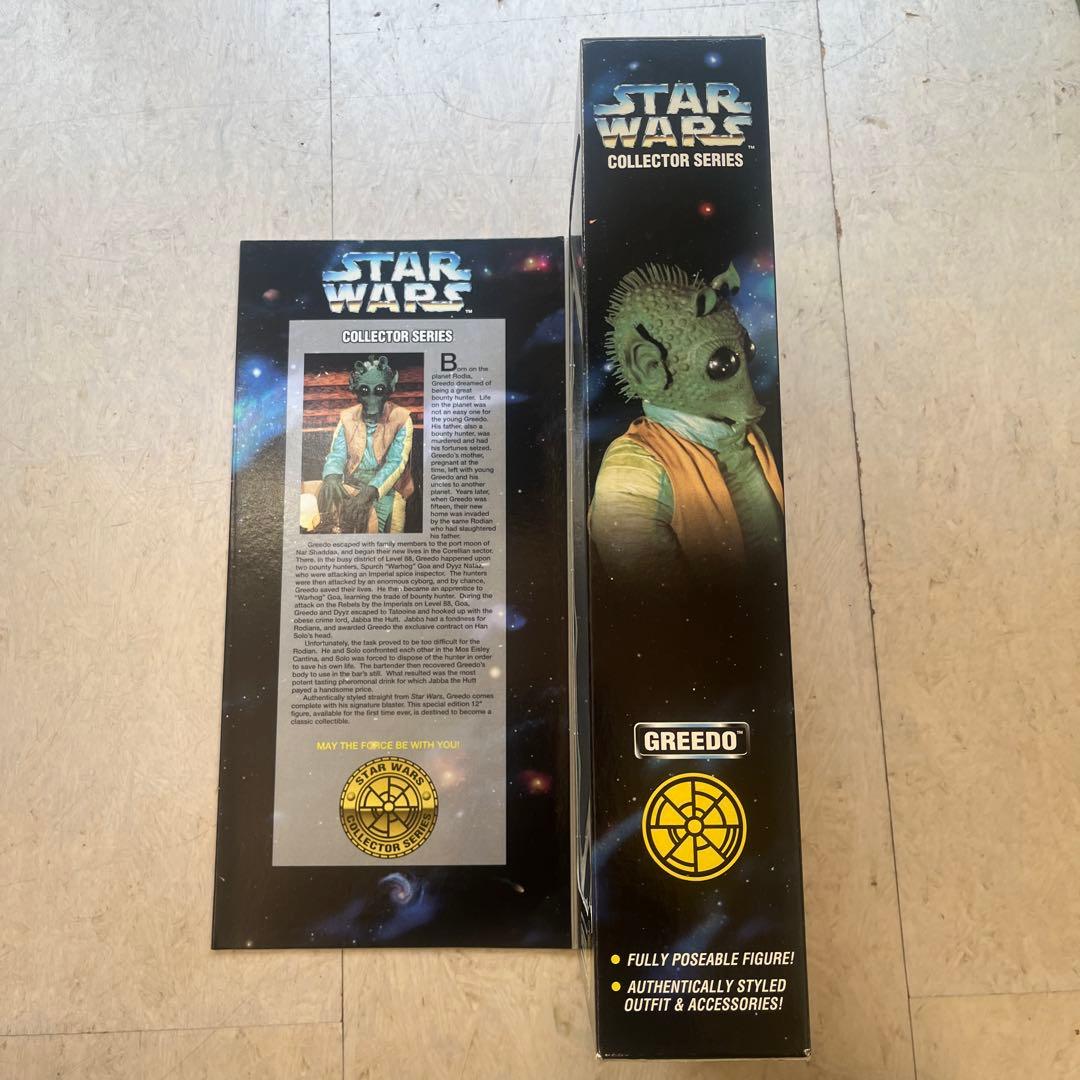 STAR
WARS™
COLLECTOR SERIES
Born on the
planet Rodia,
Greedo dreamed of
being a great
bounty hunter. Life
on the planet was
not an easy one for
the young Greedo.
His father, also a
bounty hunter, was
murdered and had
his fortunes seized.
Greedo's mother,
pregnant at the
time, left with young
Greedo and his
uncles to another
planet. Years later,
when Greedo was
fifteen, their new
home was invaded
by the same Rodian
who had slaughtered
his father.
Greedo escaped with family members to the port moon of
Nar Shaddaa, and began their new lives in the Corellian sector.
There, in the busy district of Level 88, Greedo happened upon
two bounty hunters, Spurch "Warhog" Goa and Dyyz Nataz,
who were attacking an Imperial spice inspector. The hunters
were then attacked by an enormous cyborg, and by chance,
Greedo saved their lives. He then became an apprentice to
"Warhog" Goa, learning the trade of bounty hunter. During the
attack on the Rebels by the Imperials on Level 88, Goa,
Greedo and Dyyz escaped to Tatooine and hooked up with the
obese crime lord, Jabba the Hutt. Jabba had a fondness for
Rodians, and awarded Greedo the exclusive contract on Han
Solo's head.
Unfortunately, the task proved to be too difficult for the
Rodian. He and Solo confronted each other in the Mos Eisley
Cantina, and Solo was forced to dispose of the hunter in order
to save his own life. The bartender then recovered Greedo's
body to use in the bar's still. What resulted was the most
potent tasting pheromonal drink for which Jabba the Hutt
payed a handsome price.
Authentically styled straight from Star Wars, Greedo comes
complete with his signature blaster. This special edition 12"
figure, available for the first time ever, is destined to become a
classic collectible.
MAY THE FORCE BE WITH YOU!
STAR WARS
COLLECTOR SERIES
STAR
WARS™
COLLECTOR SERIES
GREEDO™
• FULLY POSEABLE FIGURE!
• AUTHENTICALLY STYLED
OUTFIT & ACCESSORIES!